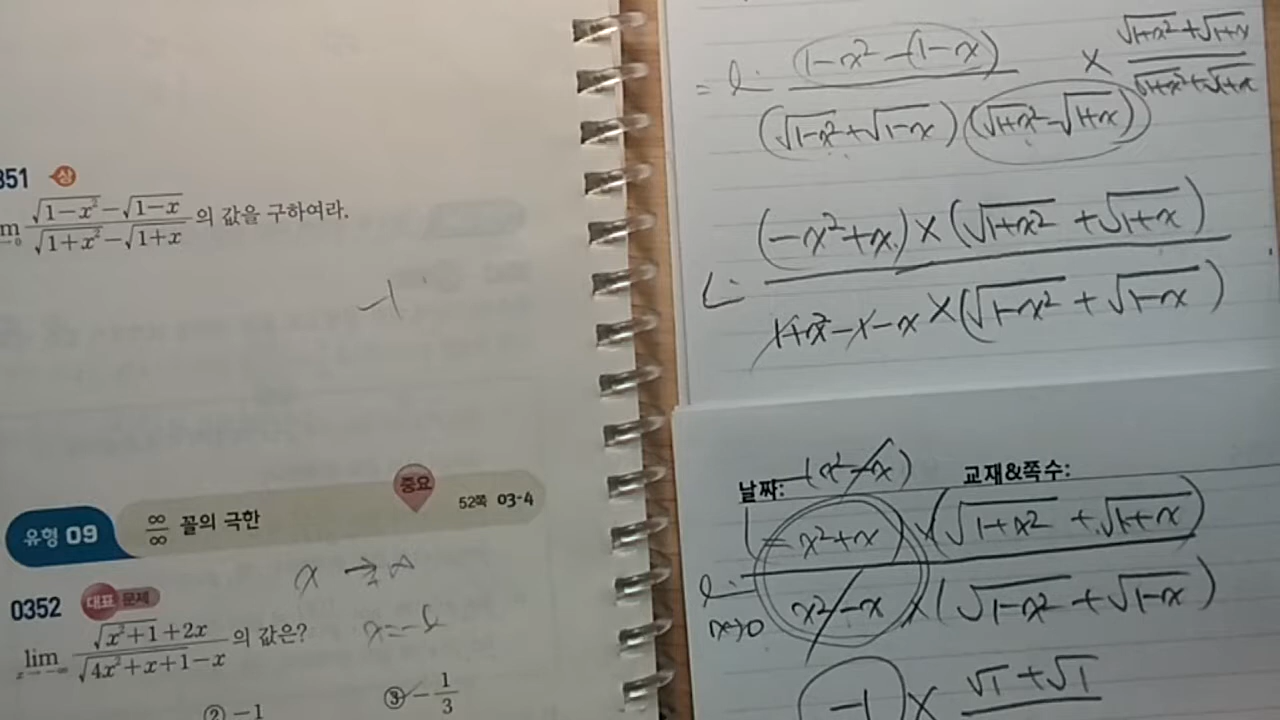 351 상
lim x→0 (√(1-x²) - √(1-x)) / (√(1+x²) - √(1+x)) 의 값을 구하여라.
-1
유형 09 ∞/∞ 꼴의 극한 중요 52쪽 03-4
x → ∞
0352 대표 문제
lim x→-∞ (√(x²+1) + 2x) / (√(4x²+x+1) - x) 의 값은?
② -1 ③ -1/3
= l (1-x² - (1-x)) / ((√(1-x²) + √(1-x)) (√(1+x²) - √(1+x))) × (√(1+x²) + √(1+x)) / (√(1+x²) + √(1+x))
l (-x²+x) × (√(1+x²) + √(1+x)) / 1+x²-1-x × (√(1-x²) + √(1-x))
날짜: -(x²-x) 교재&쪽수:
l x→0 (-x²+x) × (√(1+x²) + √(1+x)) / x²-x × (√(1-x²) + √(1-x))
-1 × √1 + √1